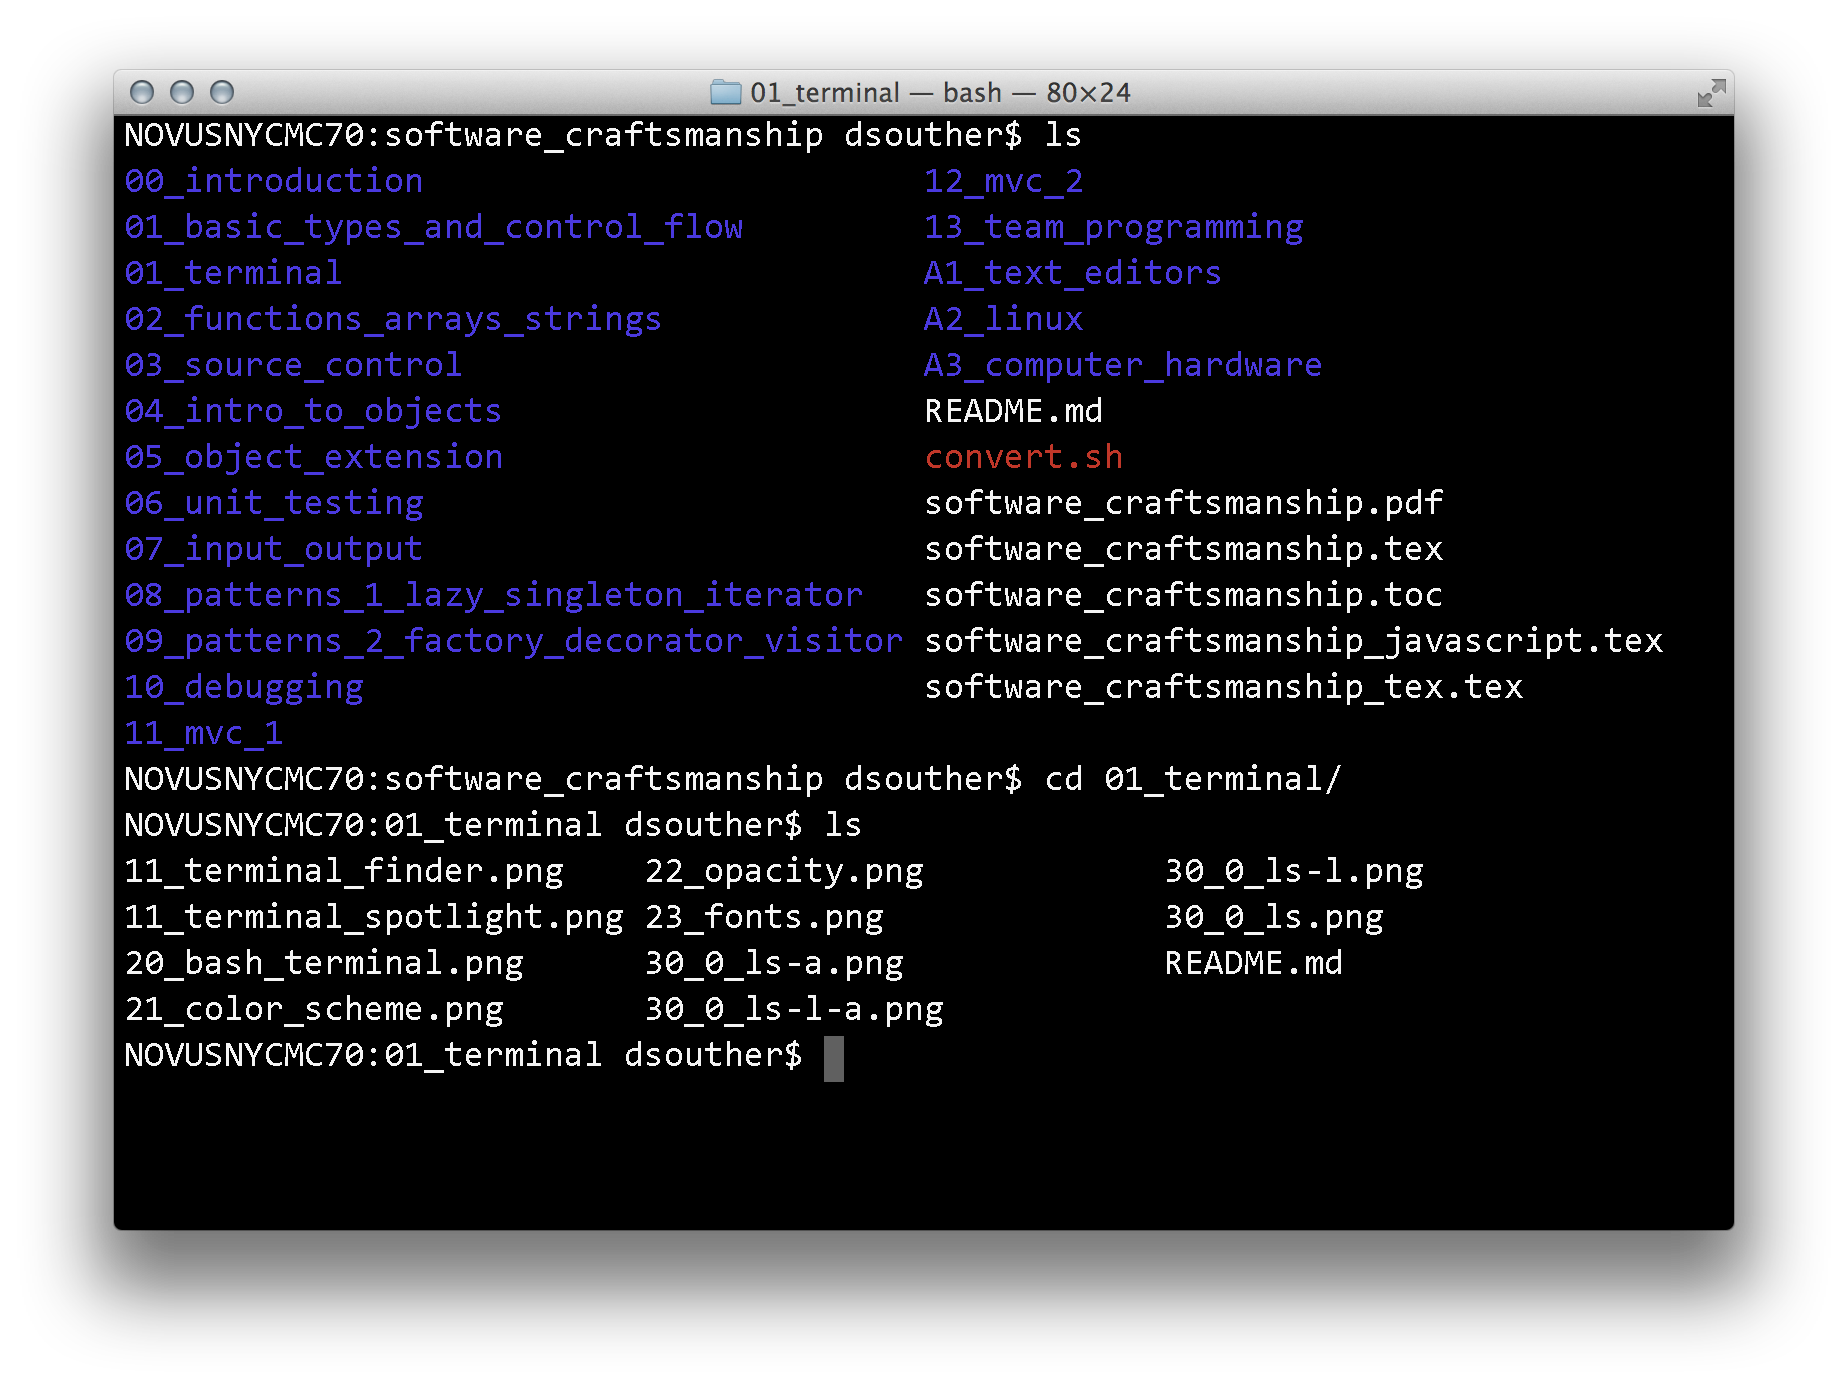 01_terminal — bash — 80×24
NOVUSNYCMC70:software_craftsmanship dsouther$ ls
00_introduction 12_mvc_2
01_basic_types_and_control_flow 13_team_programming
01_terminal A1_text_editors
02_functions_arrays_strings A2_linux
03_source_control A3_computer_hardware
04_intro_to_objects README.md
05_object_extension convert.sh
06_unit_testing software_craftsmanship.pdf
07_input_output software_craftsmanship.tex
08_patterns_1_lazy_singleton_iterator software_craftsmanship.toc
09_patterns_2_factory_decorator_visitor software_craftsmanship_javascript.tex
10_debugging software_craftsmanship_tex.tex
11_mvc_1
NOVUSNYCMC70:software_craftsmanship dsouther$ cd 01_terminal/
NOVUSNYCMC70:01_terminal dsouther$ ls
11_terminal_finder.png 22_opacity.png 30_0_ls-l.png
11_terminal_spotlight.png 23_fonts.png 30_0_ls.png
20_bash_terminal.png 30_0_ls-a.png README.md
21_color_scheme.png 30_0_ls-l-a.png
NOVUSNYCMC70:01_terminal dsouther$